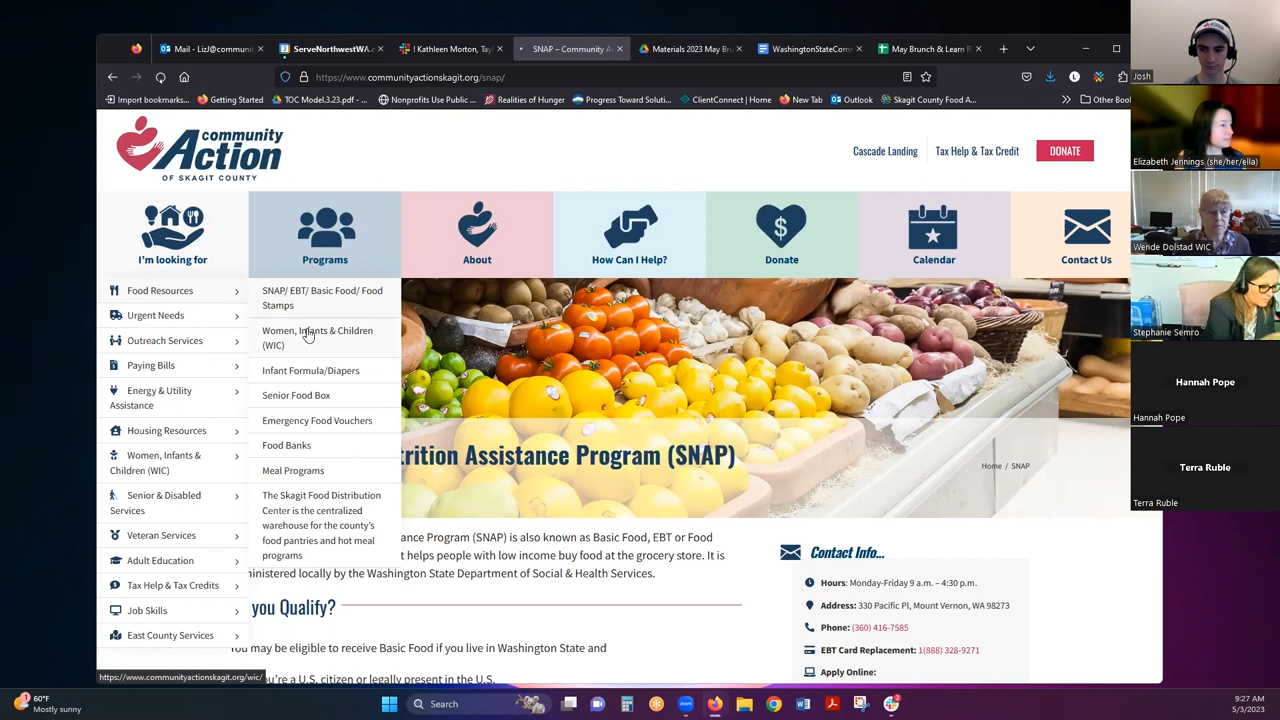 Mail - LizJ@communi
ServeNorthwestWA.c
! Kathleen Morton, Tayl
SNAP – Community A
Materials 2023 May Bru
WashingtonStateCom
May Brunch & Learn R
https://www.communityactionskagit.org/snap/
Import bookmarks...
Getting Started
TOC Model.3.23.pdf - ...
Nonprofits Use Public ...
Realities of Hunger
Progress Toward Soluti...
ClientConnect | Home
New Tab
Outlook
Skagit County Food A...
Other Boo
community
Action
OF SKAGIT COUNTY
Cascade Landing
Tax Help & Tax Credit
DONATE
I'm looking for
Programs
About
How Can I Help?
Donate
Calendar
Contact Us
Food Resources
Urgent Needs
Outreach Services
Paying Bills
Energy & Utility
Assistance
Housing Resources
Women, Infants &
Children (WIC)
Senior & Disabled
Services
Veteran Services
Adult Education
Tax Help & Tax Credits
Job Skills
East County Services
SNAP/ EBT/ Basic Food/ Food
Stamps
Women, Infants & Children
(WIC)
Infant Formula/Diapers
Senior Food Box
Emergency Food Vouchers
Food Banks
Meal Programs
The Skagit Food Distribution
Center is the centralized
warehouse for the county's
food pantries and hot meal
programs
trition Assistance Program (SNAP)
Home / SNAP
ance Program (SNAP) is also known as Basic Food, EBT or Food
t helps people with low income buy food at the grocery store. It is
ministered locally by the Washington State Department of Social & Health Services.
you Qualify?
You may be eligible to receive Basic Food if you live in Washington State and
you're a U.S. citizen or legally present in the U.S.
Contact Info...
Hours: Monday-Friday 9 a.m. – 4:30 p.m.
Address: 330 Pacific Pl, Mount Vernon, WA 98273
Phone: (360) 416-7585
EBT Card Replacement: 1(888) 328-9271
Apply Online:
https://www.communityactionskagit.org/wic/
Josh
Elizabeth Jennings (she/her/ella)
Wende Dolstad WIC
Stephanie Semro
Hannah Pope
Hannah Pope
Terra Ruble
Terra Ruble
60°F
Mostly sunny
Search
9:27 AM
5/3/2023